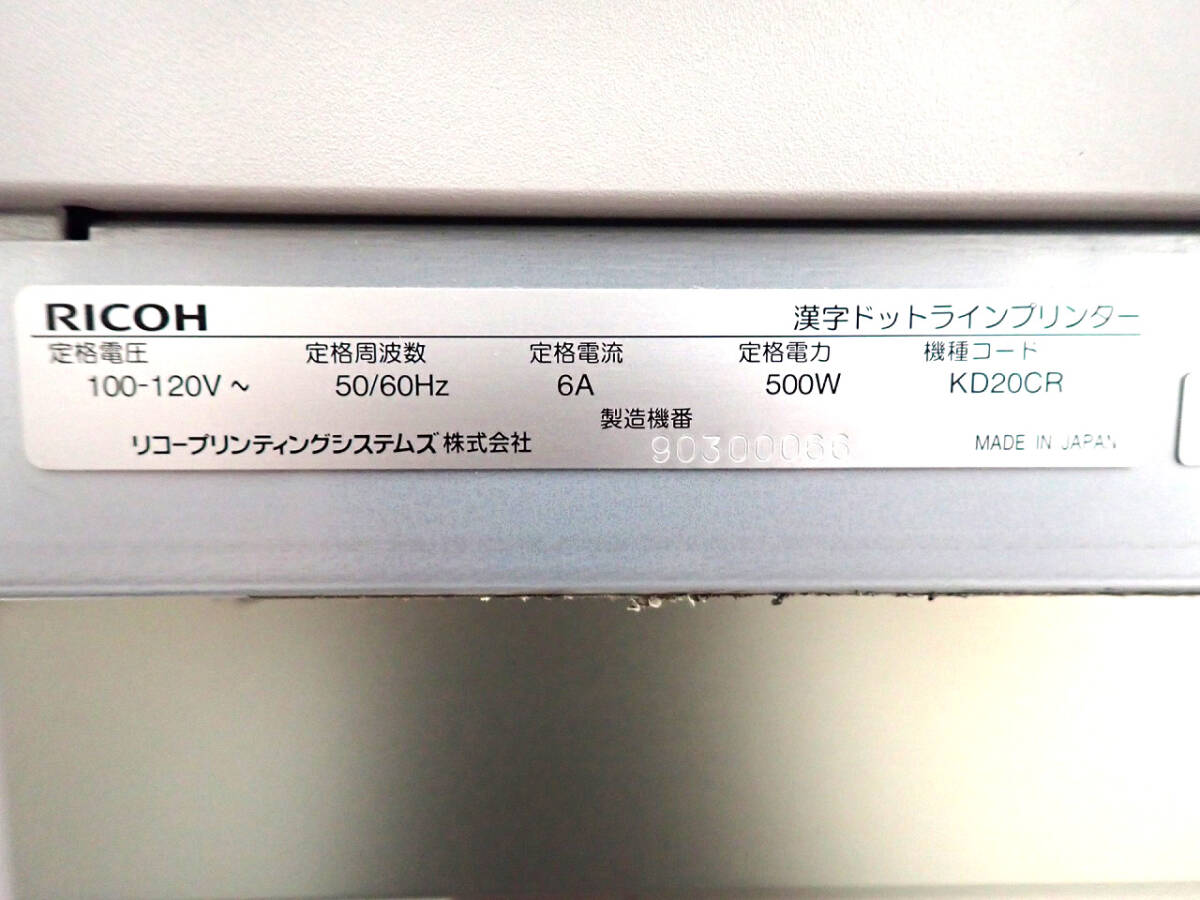 RICOH 漢字ドットラインプリンター
定格電圧 定格周波数 定格電流 定格電力 機種コード
100-120V～ 50/60Hz 6A 500W KD20CR
製造機番
リコープリンティングシステムズ株式会社 90300066 MADE IN JAPAN